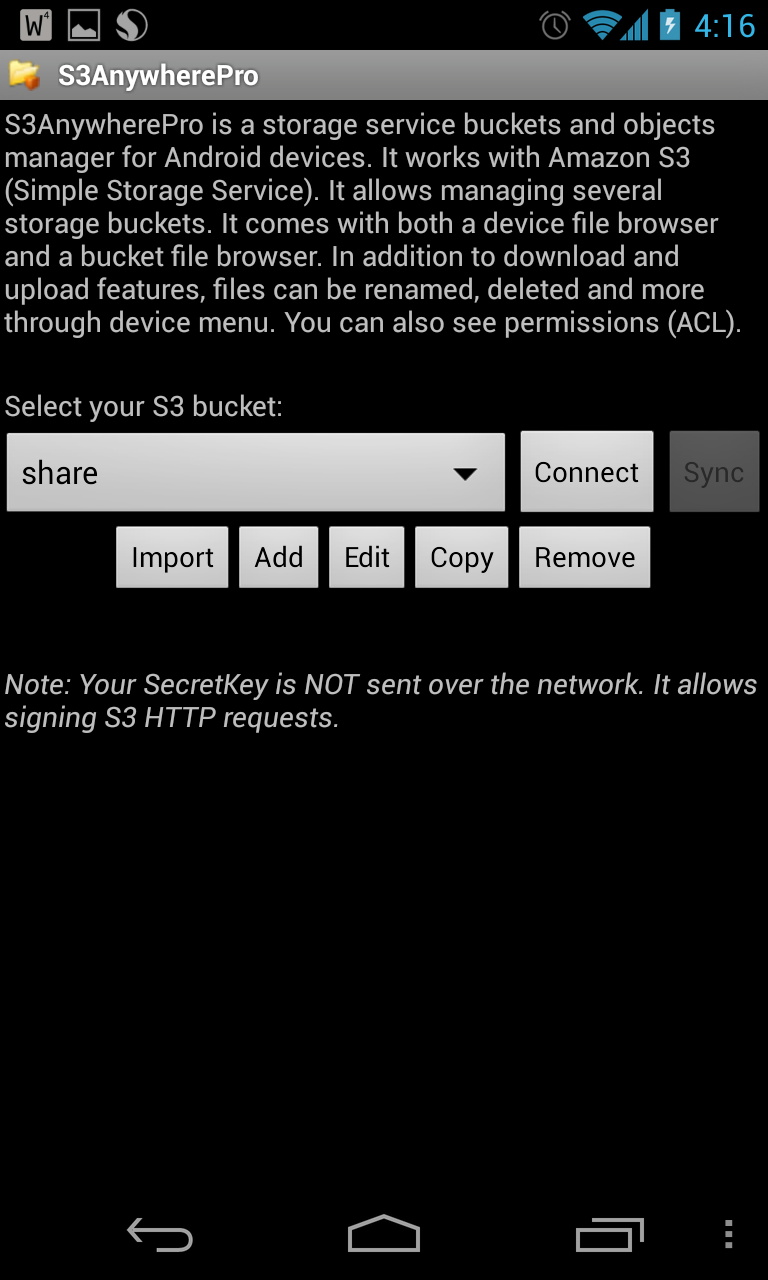 W4
4:16
S3AnywherePro
S3AnywherePro is a storage service buckets and objects
manager for Android devices. It works with Amazon S3
(Simple Storage Service). It allows managing several
storage buckets. It comes with both a device file browser
and a bucket file browser. In addition to download and
upload features, files can be renamed, deleted and more
through device menu. You can also see permissions (ACL).
Select your S3 bucket:
share
Connect
Sync
Import
Add
Edit
Copy
Remove
Note: Your SecretKey is NOT sent over the network. It allows
signing S3 HTTP requests.